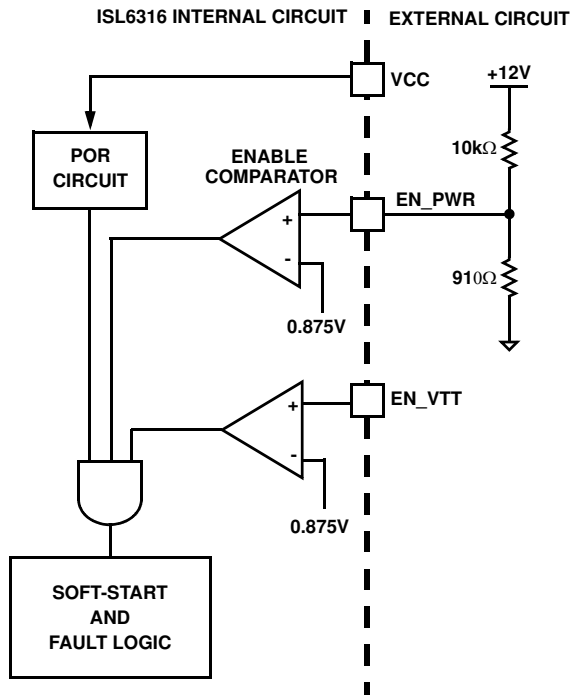 ISL6316 INTERNAL CIRCUIT
EXTERNAL CIRCUIT
VCC
+12V
POR
CIRCUIT
ENABLE
COMPARATOR
10kΩ
EN_PWR
+
-
910Ω
0.875V
EN_VTT
+
-
0.875V
SOFT-START
AND
FAULT LOGIC